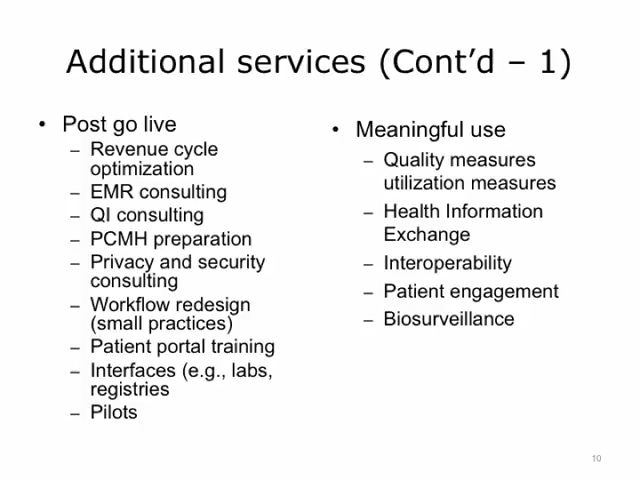 Additional services (Cont’d – 1)
• Post go live
– Revenue cycle
optimization
– EMR consulting
– QI consulting
– PCMH preparation
– Privacy and security
consulting
– Workflow redesign
(small practices)
– Patient portal training
– Interfaces (e.g., labs,
registries
– Pilots
• Meaningful use
– Quality measures
utilization measures
– Health Information
Exchange
– Interoperability
– Patient engagement
– Biosurveillance
10